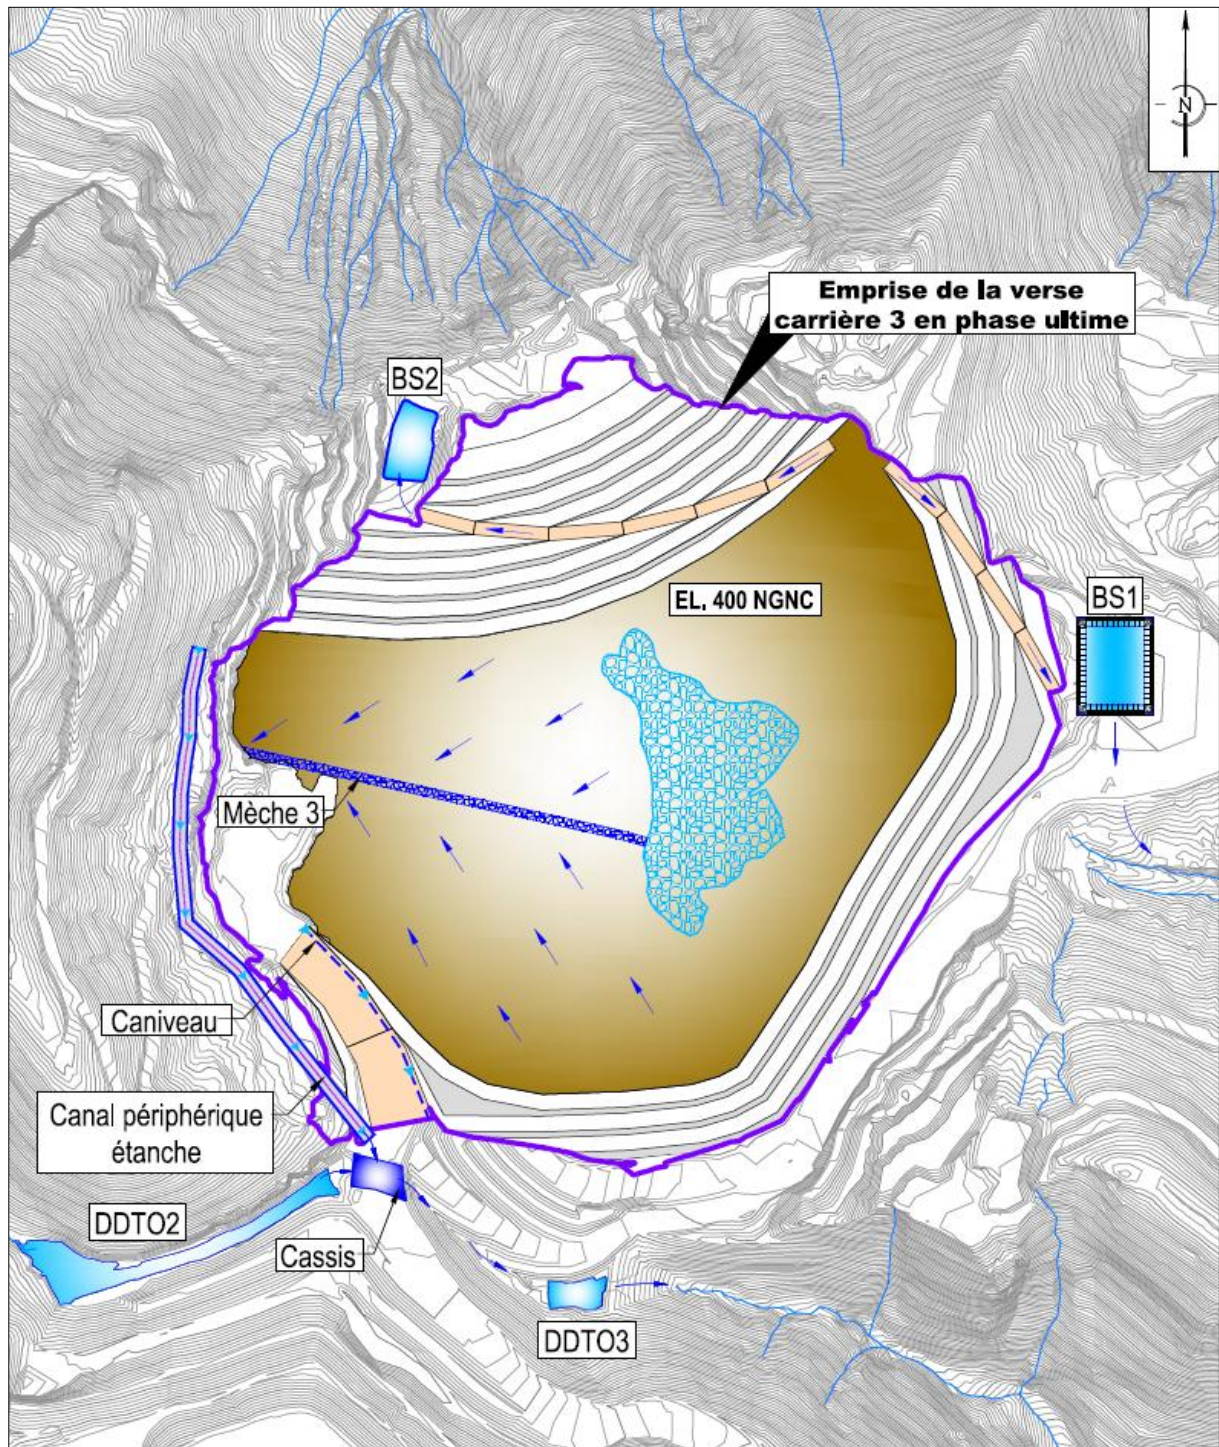 N
Emprise de la verse
carrière 3 en phase ultime
BS2
EL. 400 NGNC
BS1
Mèche 3
Caniveau
Canal périphérique
étanche
DDTO2
Cassis
DDTO3